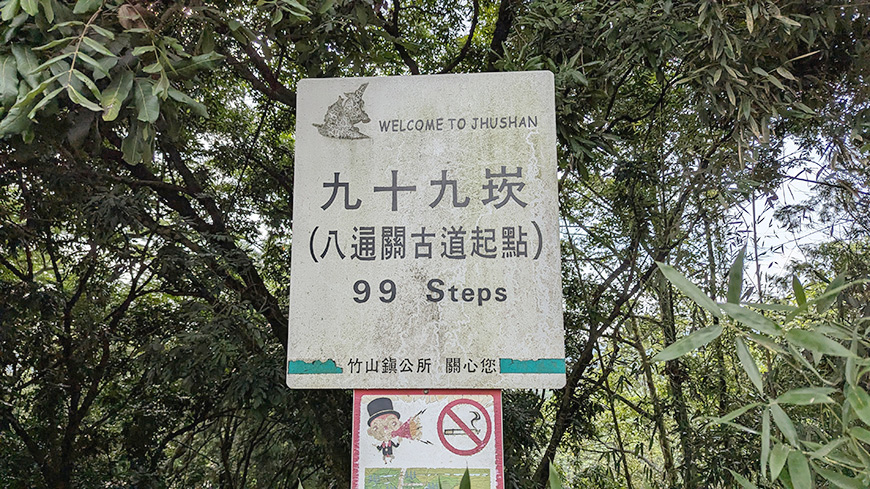 WELCOME TO JHUSHAN
九十九崁
(八逼關古道起點)
99 Steps
竹山鎮公所 關心您